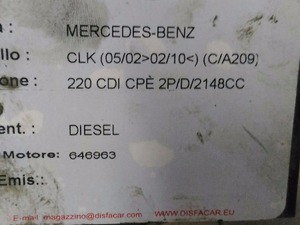 : MERCEDES-BENZ
llo : CLK (05/02>02/10<) (C/A209)
one : 220 CDI CPÈ 2P/D/2148CC
ent. : DIESEL
Motore: 646963
Emis.:
E-mail magazzino@disfacar.com WWW.DISFACAR.EU